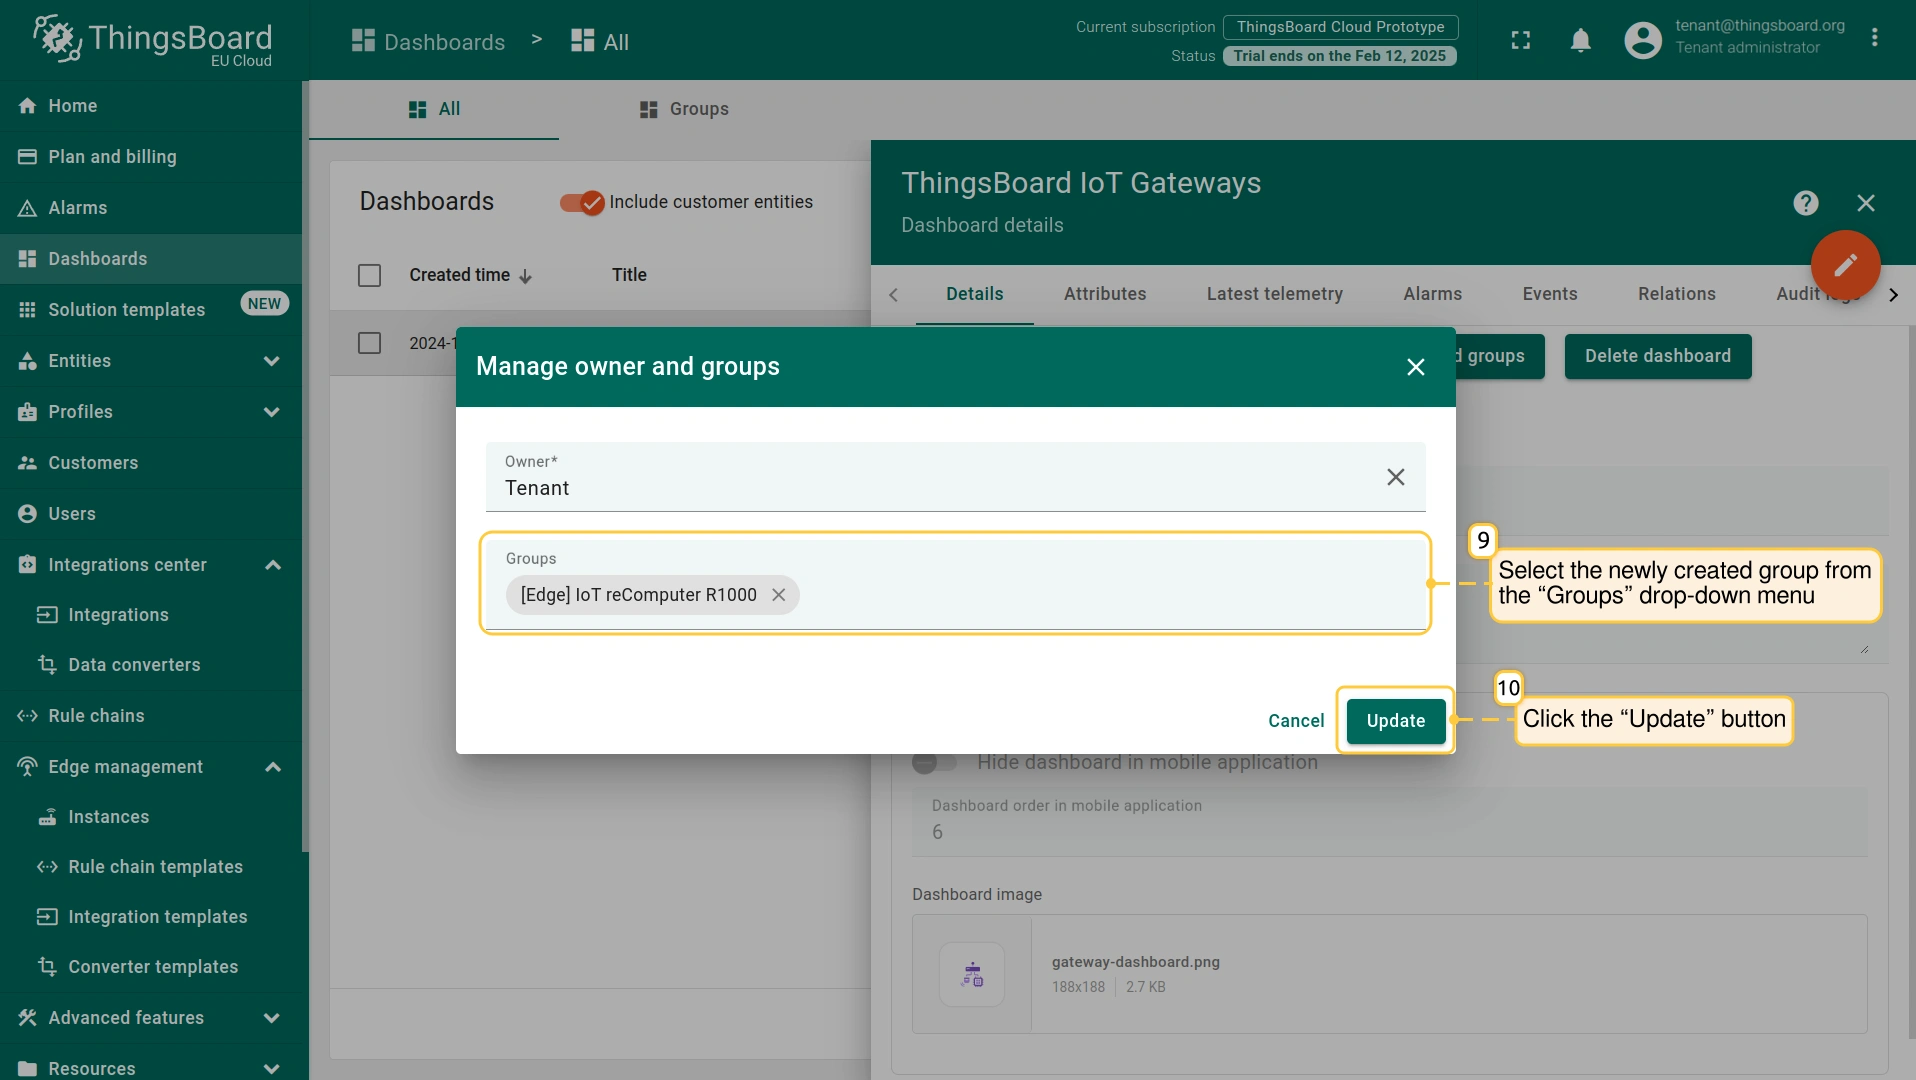 ThingsBoard
EU Cloud
Dashboards > All
Current subscription ThingsBoard Cloud Prototype
Status Trial ends on the Feb 12, 2025
tenant@thingsboard.org
Tenant administrator
Home
Plan and billing
Alarms
Dashboards
Solution templates NEW
Entities
Profiles
Customers
Users
Integrations center
Integrations
Data converters
Rule chains
Edge management
Instances
Rule chain templates
Integration templates
Converter templates
Advanced features
Resources
All Groups
Dashboards Include customer entities
Created time Title
2024-1
ThingsBoard IoT Gateways
Dashboard details
Details Attributes Latest telemetry Alarms Events Relations Audit logs
d groups Delete dashboard
Manage owner and groups
Owner*
Tenant
Groups
[Edge] IoT reComputer R1000
Cancel Update
9
Select the newly created group from
the “Groups” drop-down menu
10
Click the “Update” button
Hide dashboard in mobile application
Dashboard order in mobile application
6
Dashboard image
gateway-dashboard.png
188x188 2.7 KB